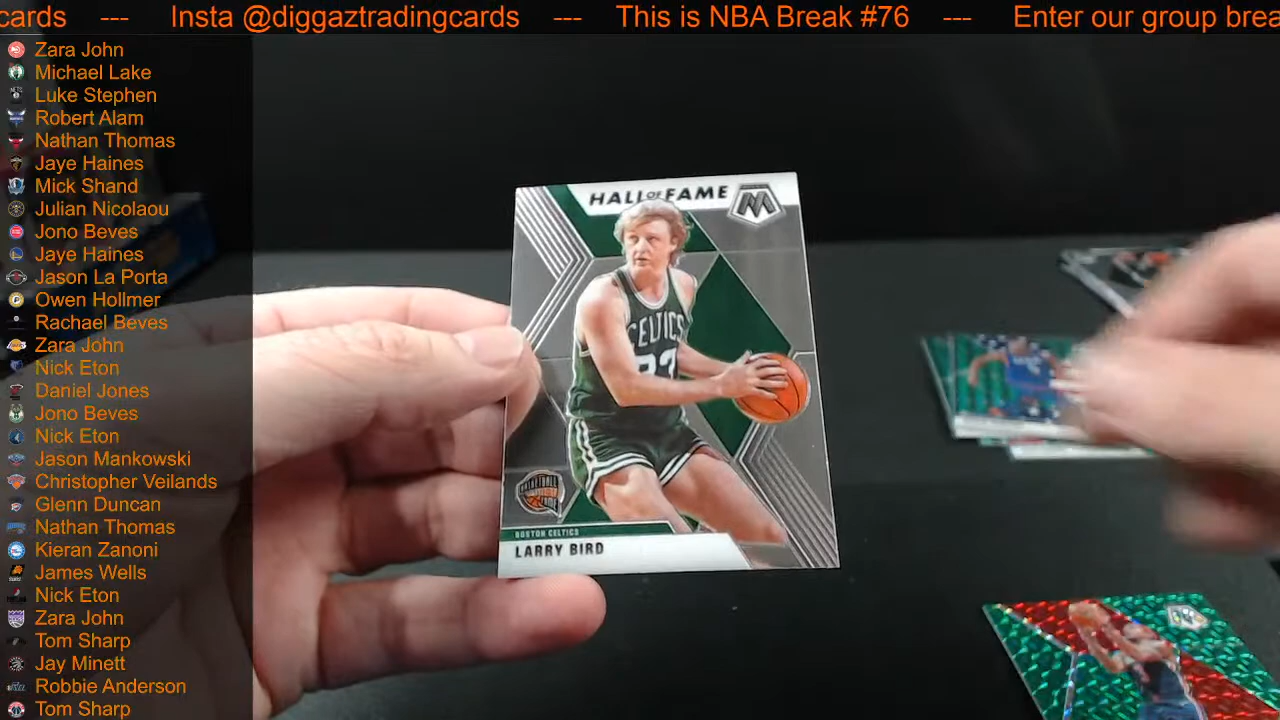 cards --- Insta @diggaztradingcards --- This is NBA Break #76 --- Enter our group brea
Zara John
Michael Lake
Luke Stephen
Robert Alam
Nathan Thomas
Jaye Haines
Mick Shand
Julian Nicolaou
Jono Beves
Jaye Haines
Jason La Porta
Owen Hollmer
Rachael Beves
Zara John
Nick Eton
Daniel Jones
Jono Beves
Nick Eton
Jason Mankowski
Christopher Veilands
Glenn Duncan
Nathan Thomas
Kieran Zanoni
James Wells
Nick Eton
Zara John
Tom Sharp
Jay Minett
Robbie Anderson
Tom Sharp
HALL OF FAME
M
CELTICS
33
BASKETBALL
BOSTON CELTICS
LARRY BIRD